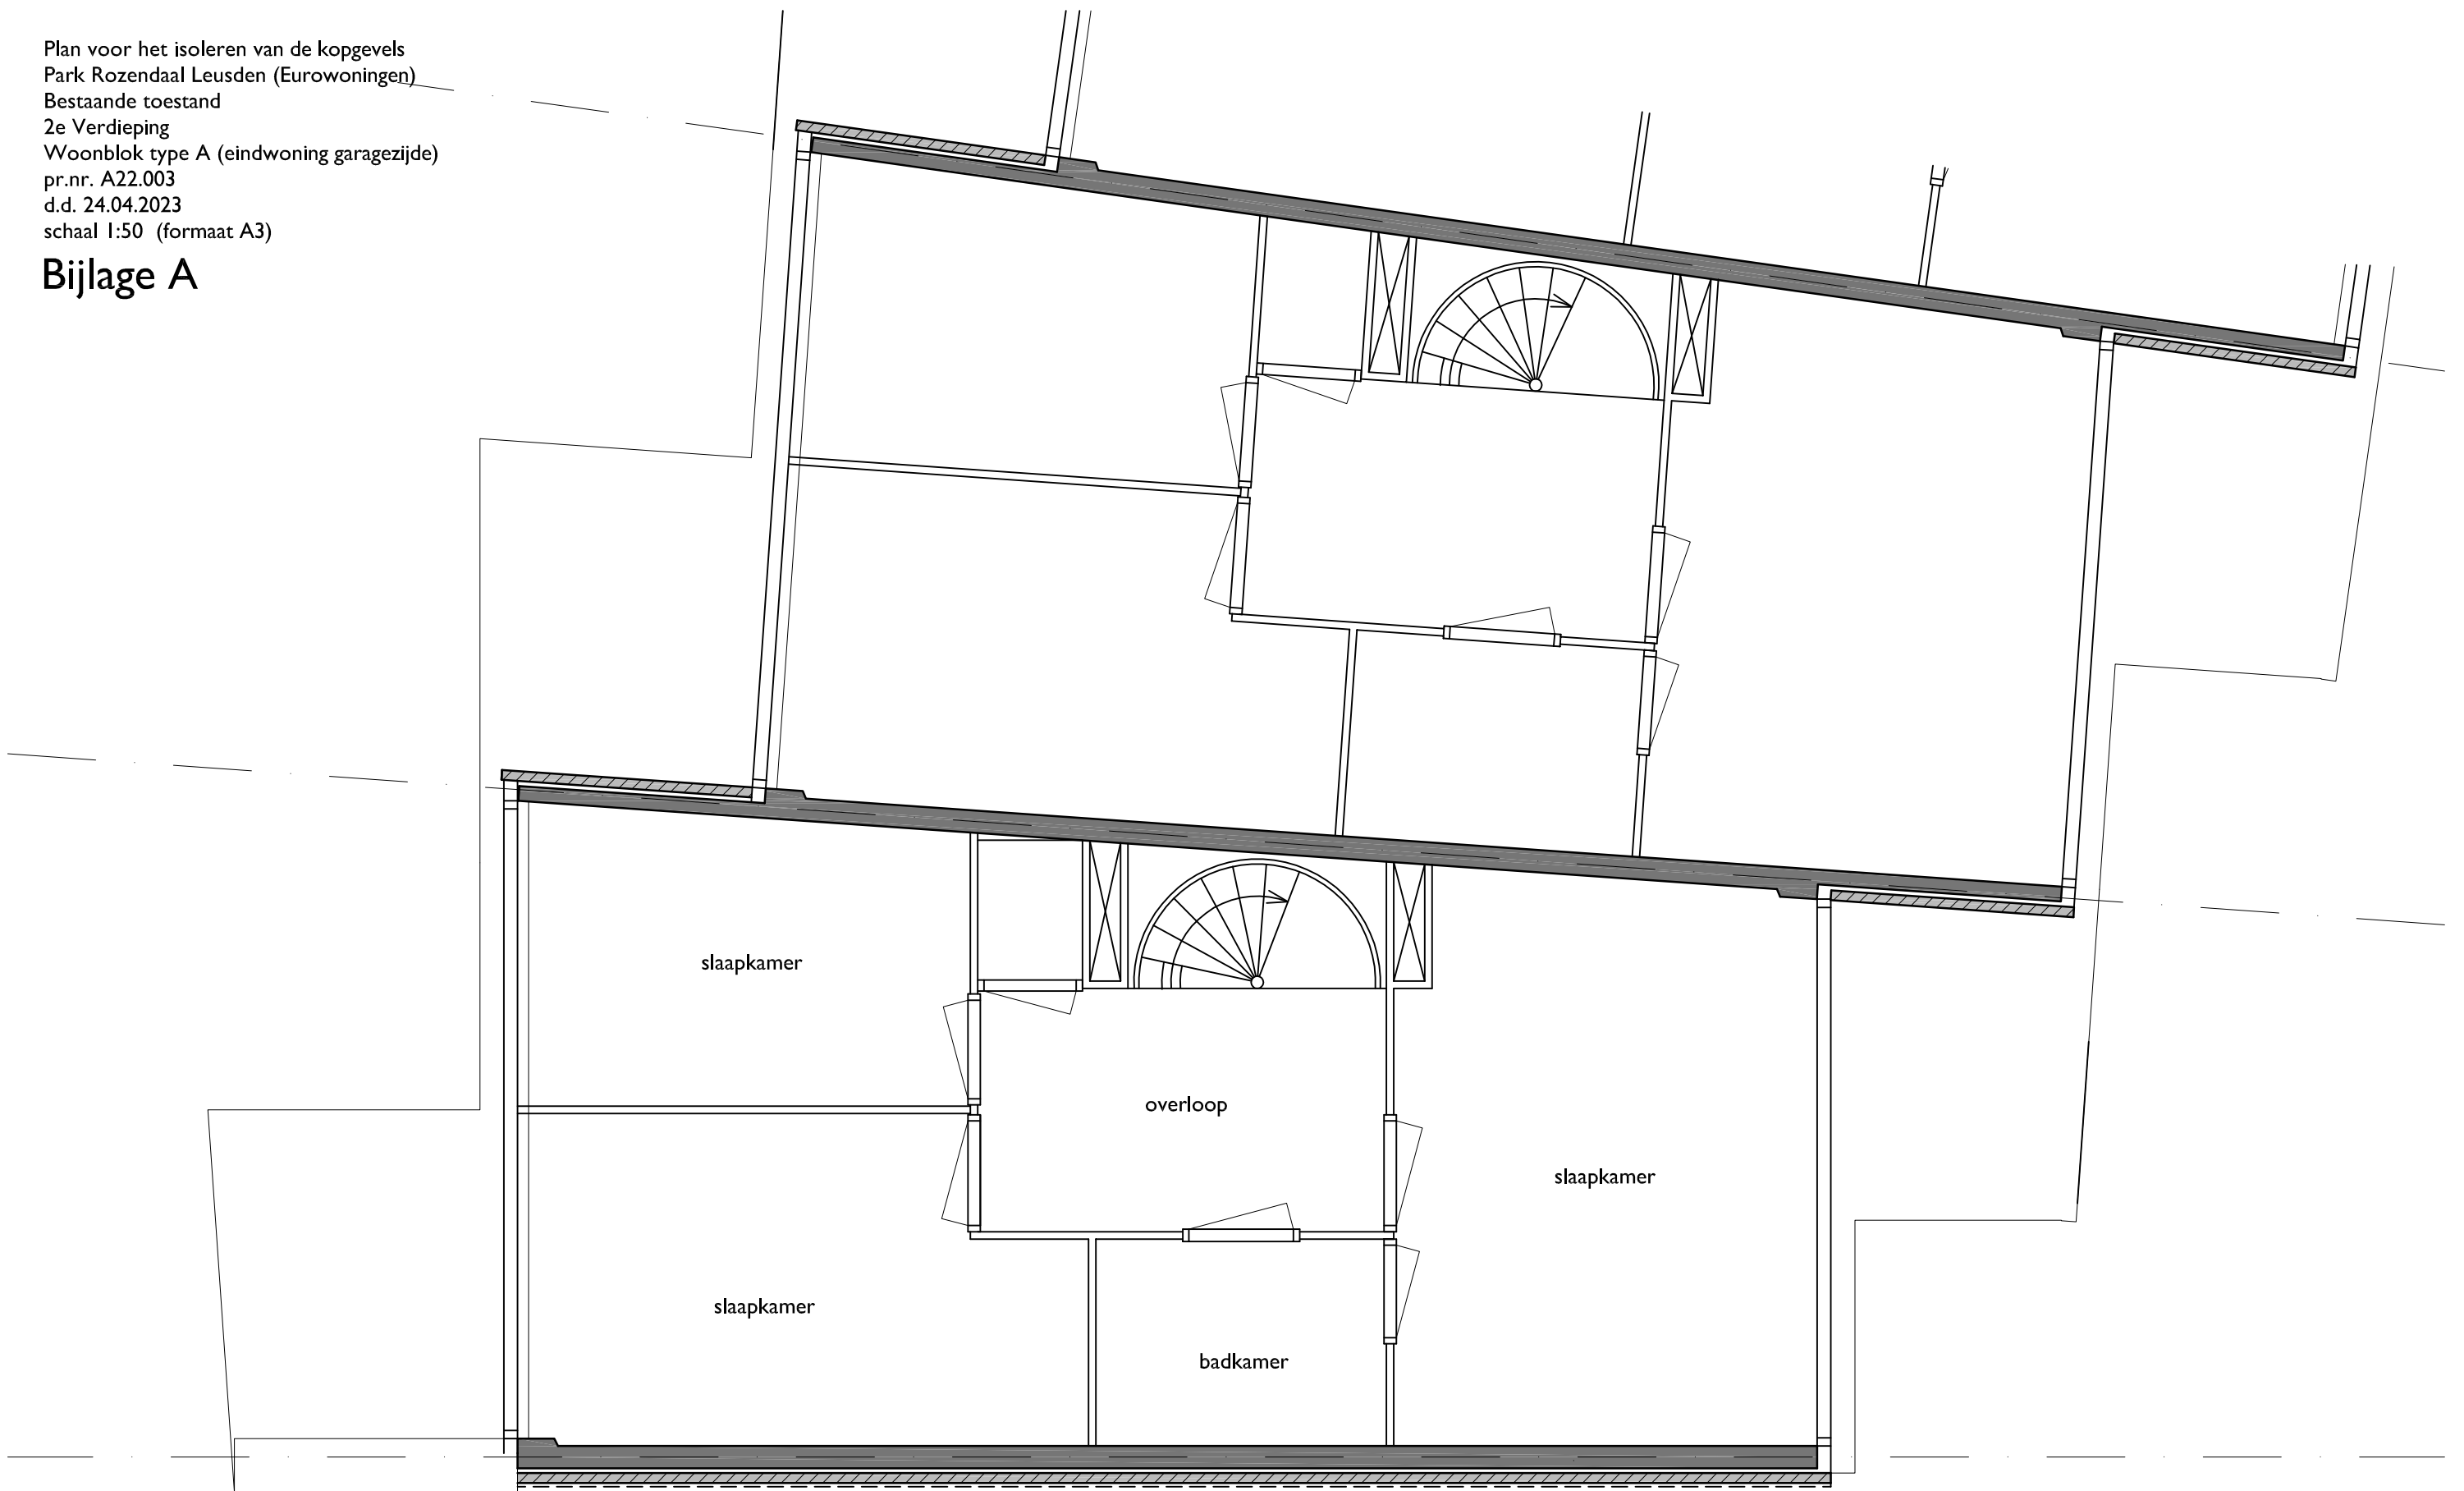 Plan voor het isoleren van de kopgevels
Park Rozendaal Leusden (Eurowoningen)
Bestaande toestand
2e Verdieping
Woonblok type A (eindwoning garagezijde)
pr.nr. A22.003
d.d. 24.04.2023
schaal 1:50  (formaat A3)
Bijlage A
slaapkamer
overloop
slaapkamer
slaapkamer
badkamer